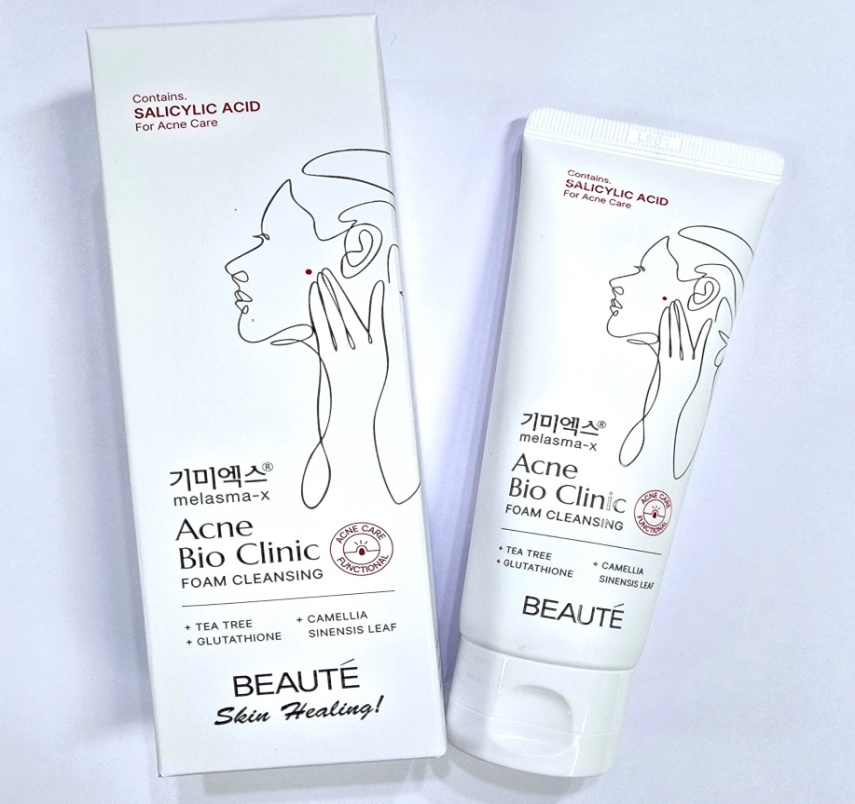 Contains.
SALICYLIC ACID
For Acne Care
기미엑스®
melasma-x
Acne
Bio Clinic
FOAM CLEANSING
ACNE CARE
FUNCTIONAL
+ TEA TREE
+ GLUTATHIONE
+ CAMELLIA
SINENSIS LEAF
BEAUTÉ
Skin Healing!
Contains.
SALICYLIC ACID
For Acne Care
기미엑스®
melasma-x
Acne
Bio Clinic
FOAM CLEANSING
ACNE CARE
FUNCTIONAL
+ TEA TREE
+ GLUTATHIONE
+ CAMELLIA
SINENSIS LEAF
BEAUTÉ